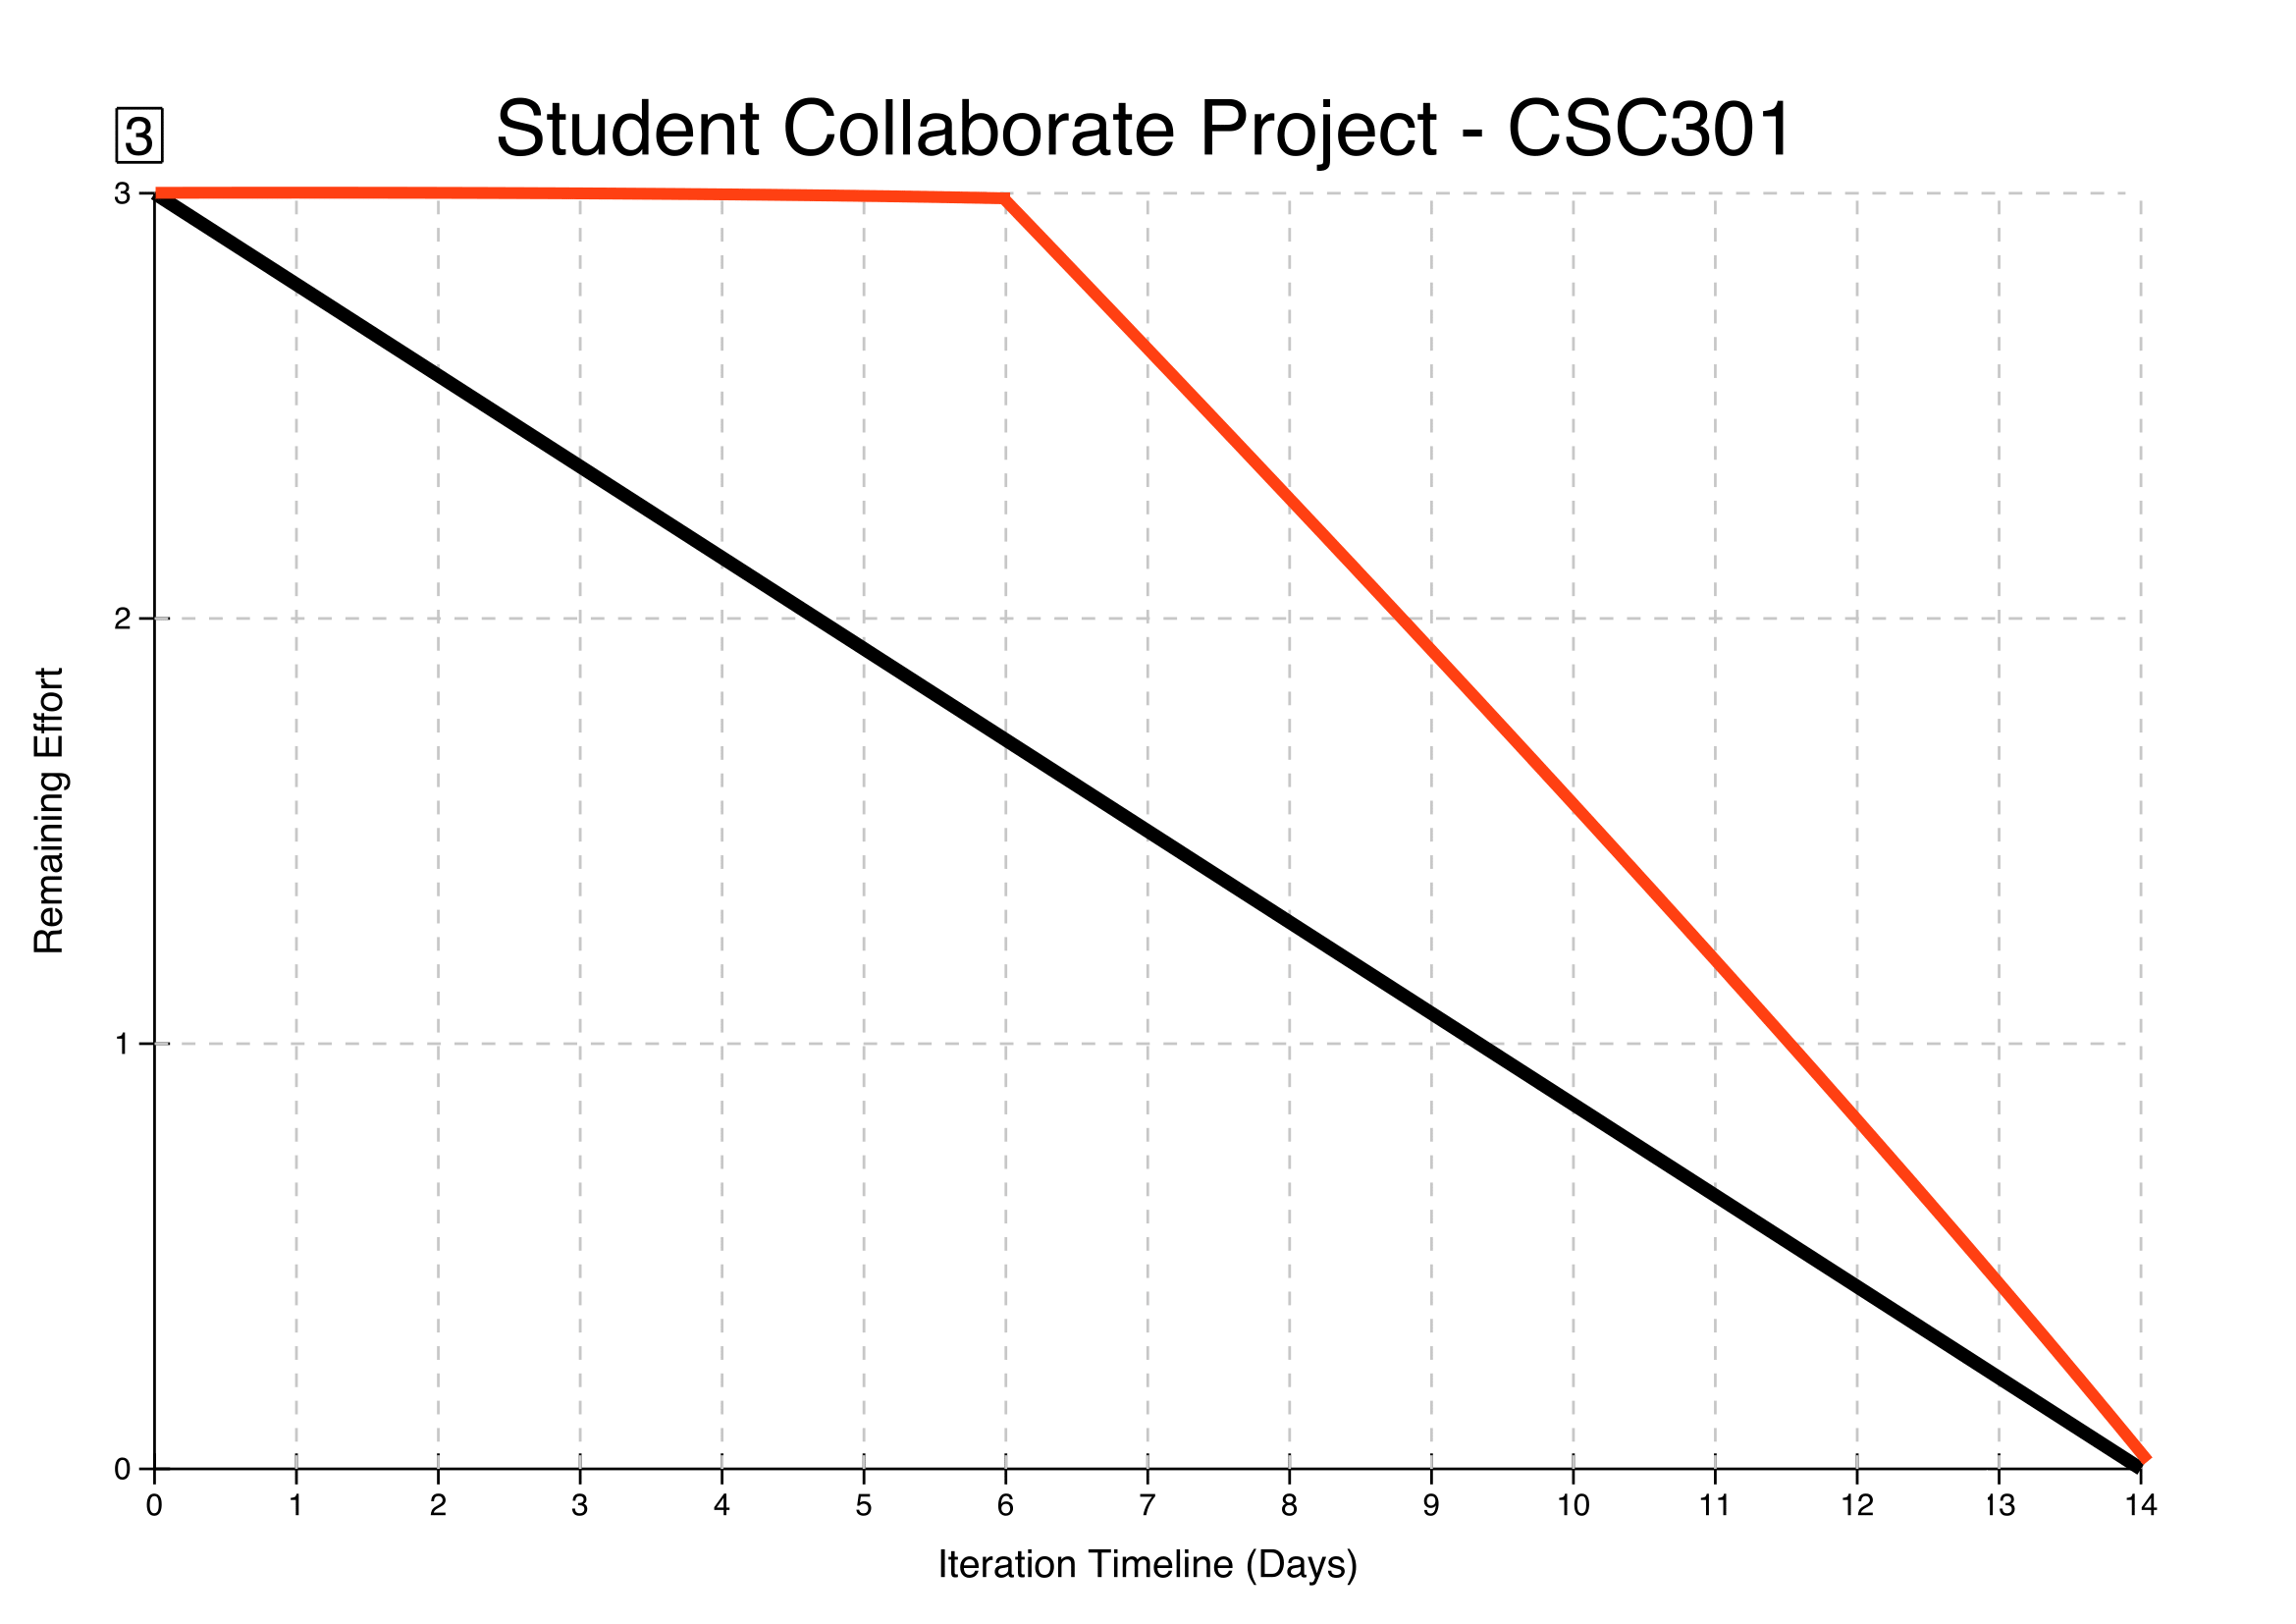 3
Student Collaborate Project - CSC301
3
2
1
0
Remaining Effort
0 1 2 3 4 5 6 7 8 9 10 11 12 13 14
Iteration Timeline (Days)